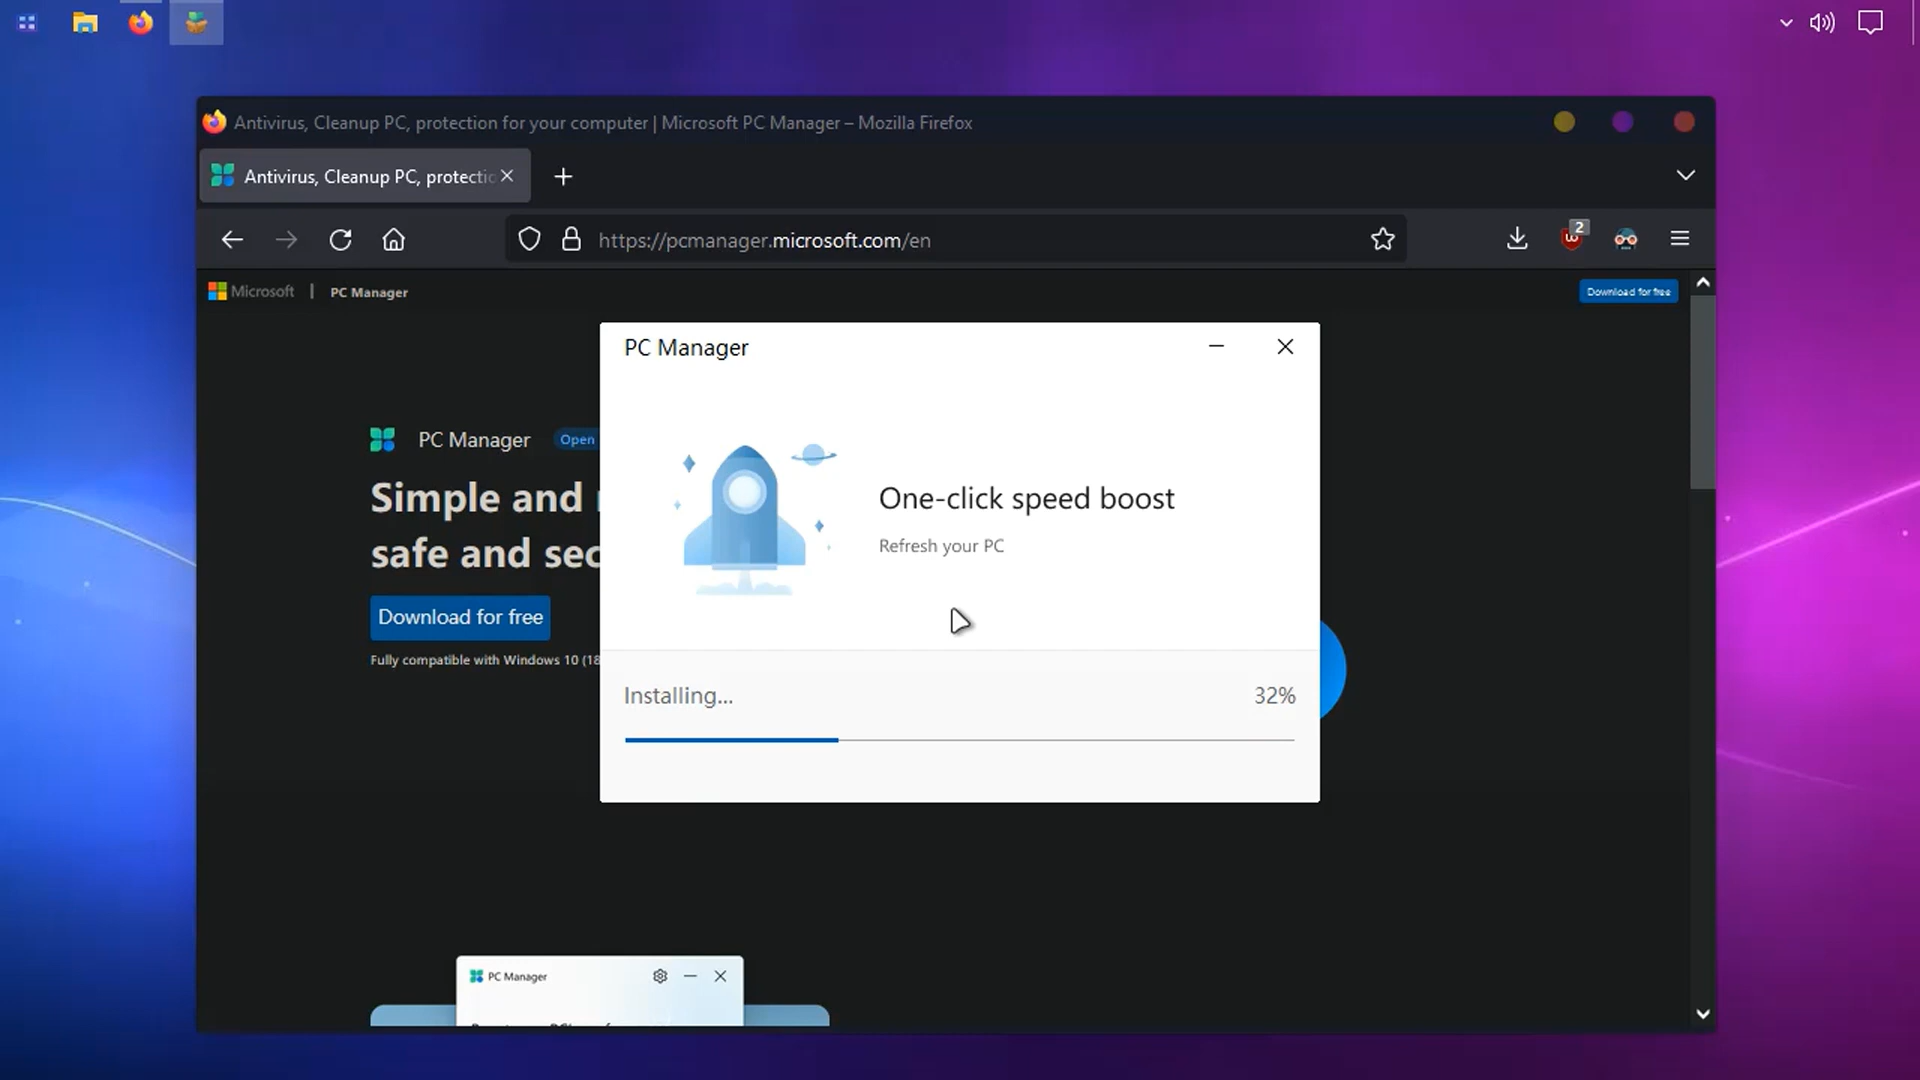 Antivirus, Cleanup PC, protection for your computer | Microsoft PC Manager – Mozilla Firefox
Antivirus, Cleanup PC, protectio
https://pcmanager.microsoft.com/en
2
Microsoft | PC Manager
Download for free
PC Manager
One-click speed boost
Refresh your PC
Installing...
32%
PC Manager Open
Simple and
safe and sec
Download for free
Fully compatible with Windows 10 (18
PC Manager